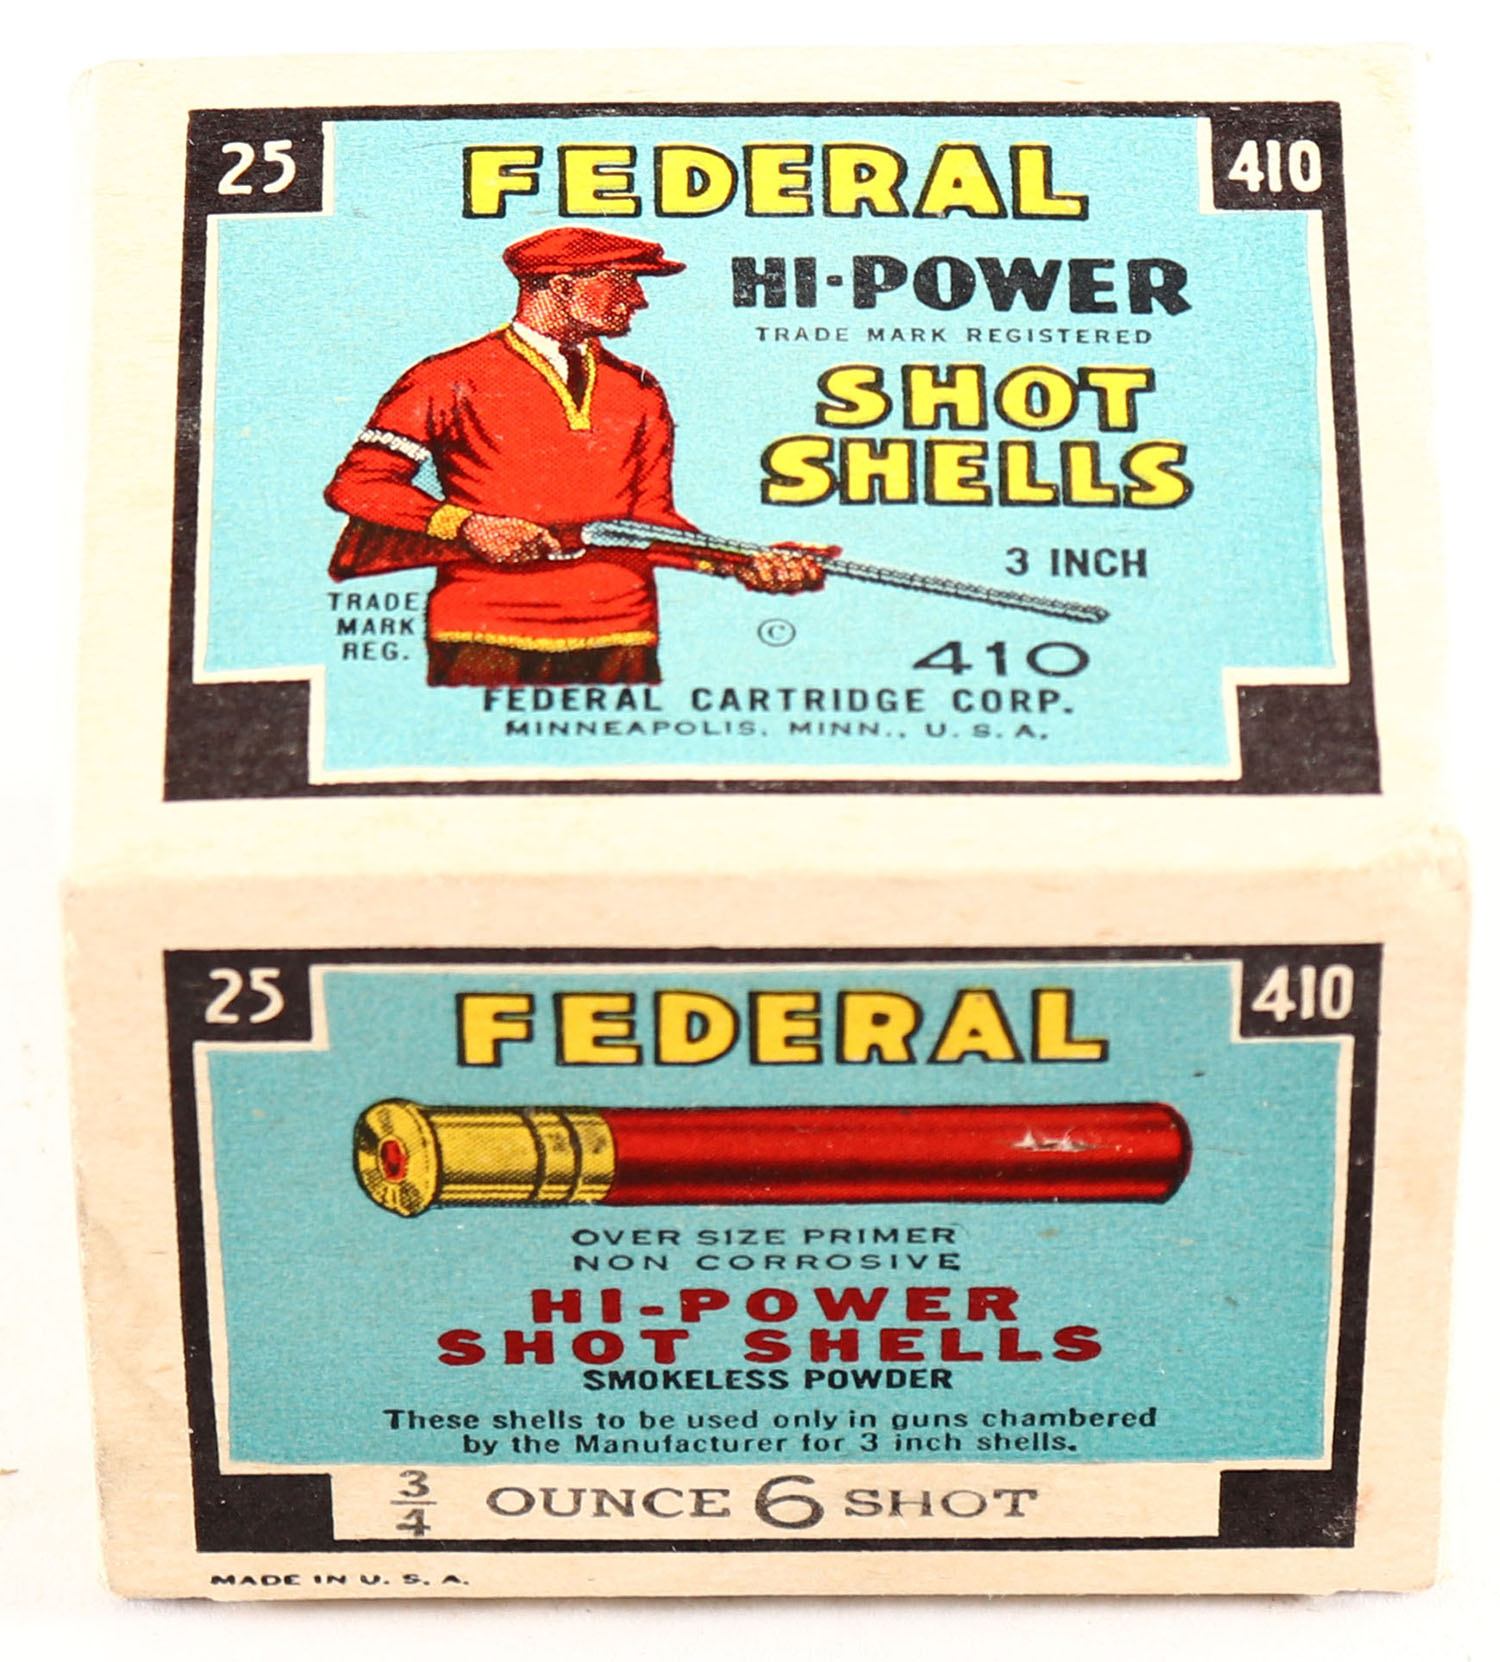 25
FEDERAL
410
HI-POWER
TRADE MARK REGISTERED
SHOT
SHELLS
HI-POWER
3 INCH
TRADE
MARK
REG.
©
410
FEDERAL CARTRIDGE CORP.
MINNEAPOLIS, MINN., U. S. A.
25
FEDERAL
410
OVER SIZE PRIMER
NON CORROSIVE
HI-POWER
SHOT SHELLS
SMOKELESS POWDER
These shells to be used only in guns chambered
by the Manufacturer for 3 inch shells.
3/4 OUNCE 6 SHOT
MADE IN U. S. A.